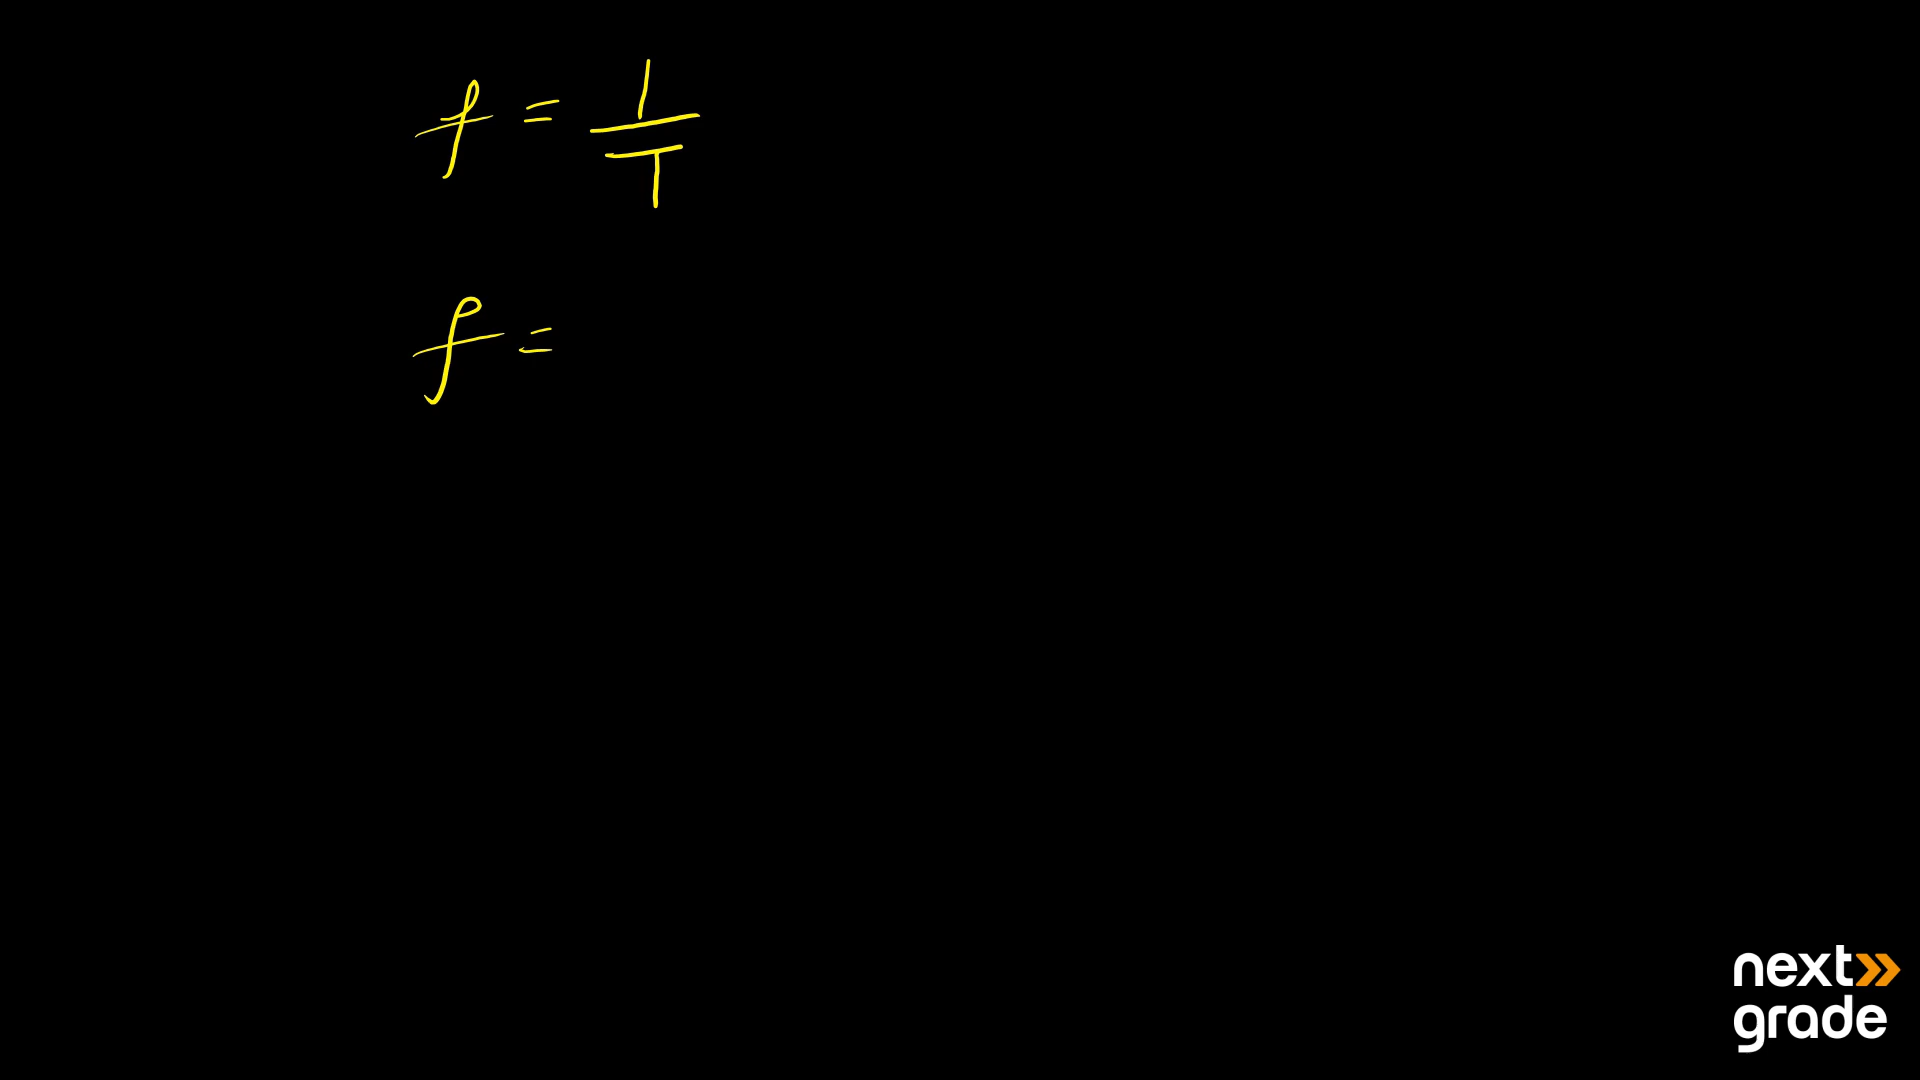 f = 1/T
f =
next
grade